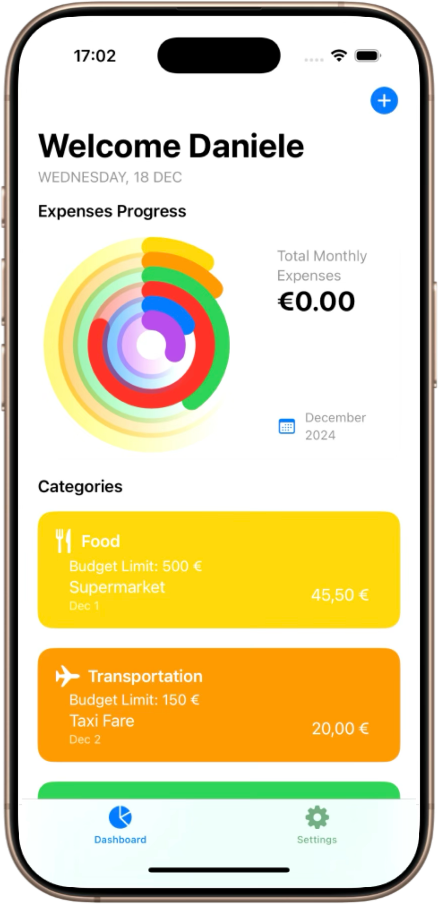 17:02
Welcome Daniele
WEDNESDAY, 18 DEC
Expenses Progress
Total Monthly
Expenses
€0.00
December
2024
Categories
Food
Budget Limit: 500 €
Supermarket
45,50 €
Dec 1
Transportation
Budget Limit: 150 €
Taxi Fare
20,00 €
Dec 2
Dashboard
Settings